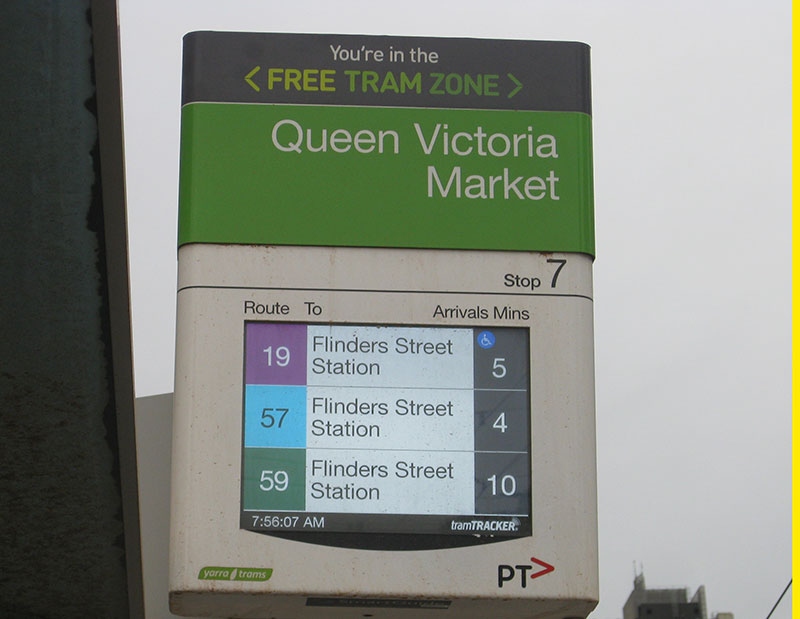 You're in the
< FREE TRAM ZONE >
Queen Victoria
Market
Stop 7
Route To Arrivals Mins
19 Flinders Street
Station 5
57 Flinders Street
Station 4
59 Flinders Street
Station 10
7:56:07 AM tramTRACKER
yarra trams PT>